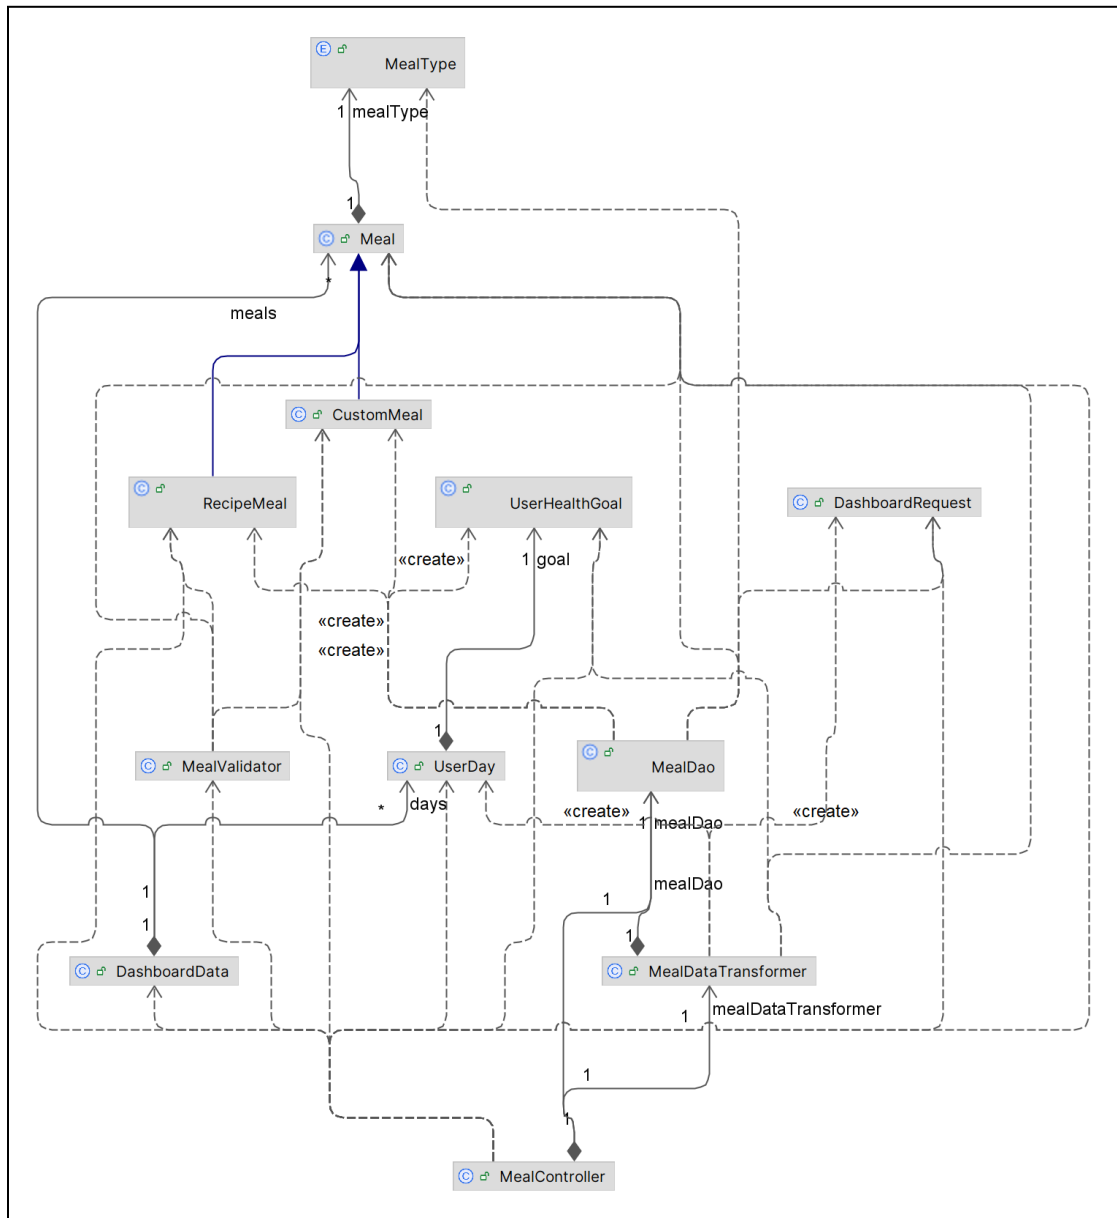 E MealType
1 mealType
1
C Meal
*
meals
C CustomMeal
C RecipeMeal
C UserHealthGoal
C DashboardRequest
«create»
1 goal
«create»
«create»
1
C MealValidator
C UserDay
C MealDao
* days
«create»
«create»
1 mealDao
1
mealDao
1
1
1
C DashboardData
C MealDataTransformer
1
mealDataTransformer
1
1
C MealController